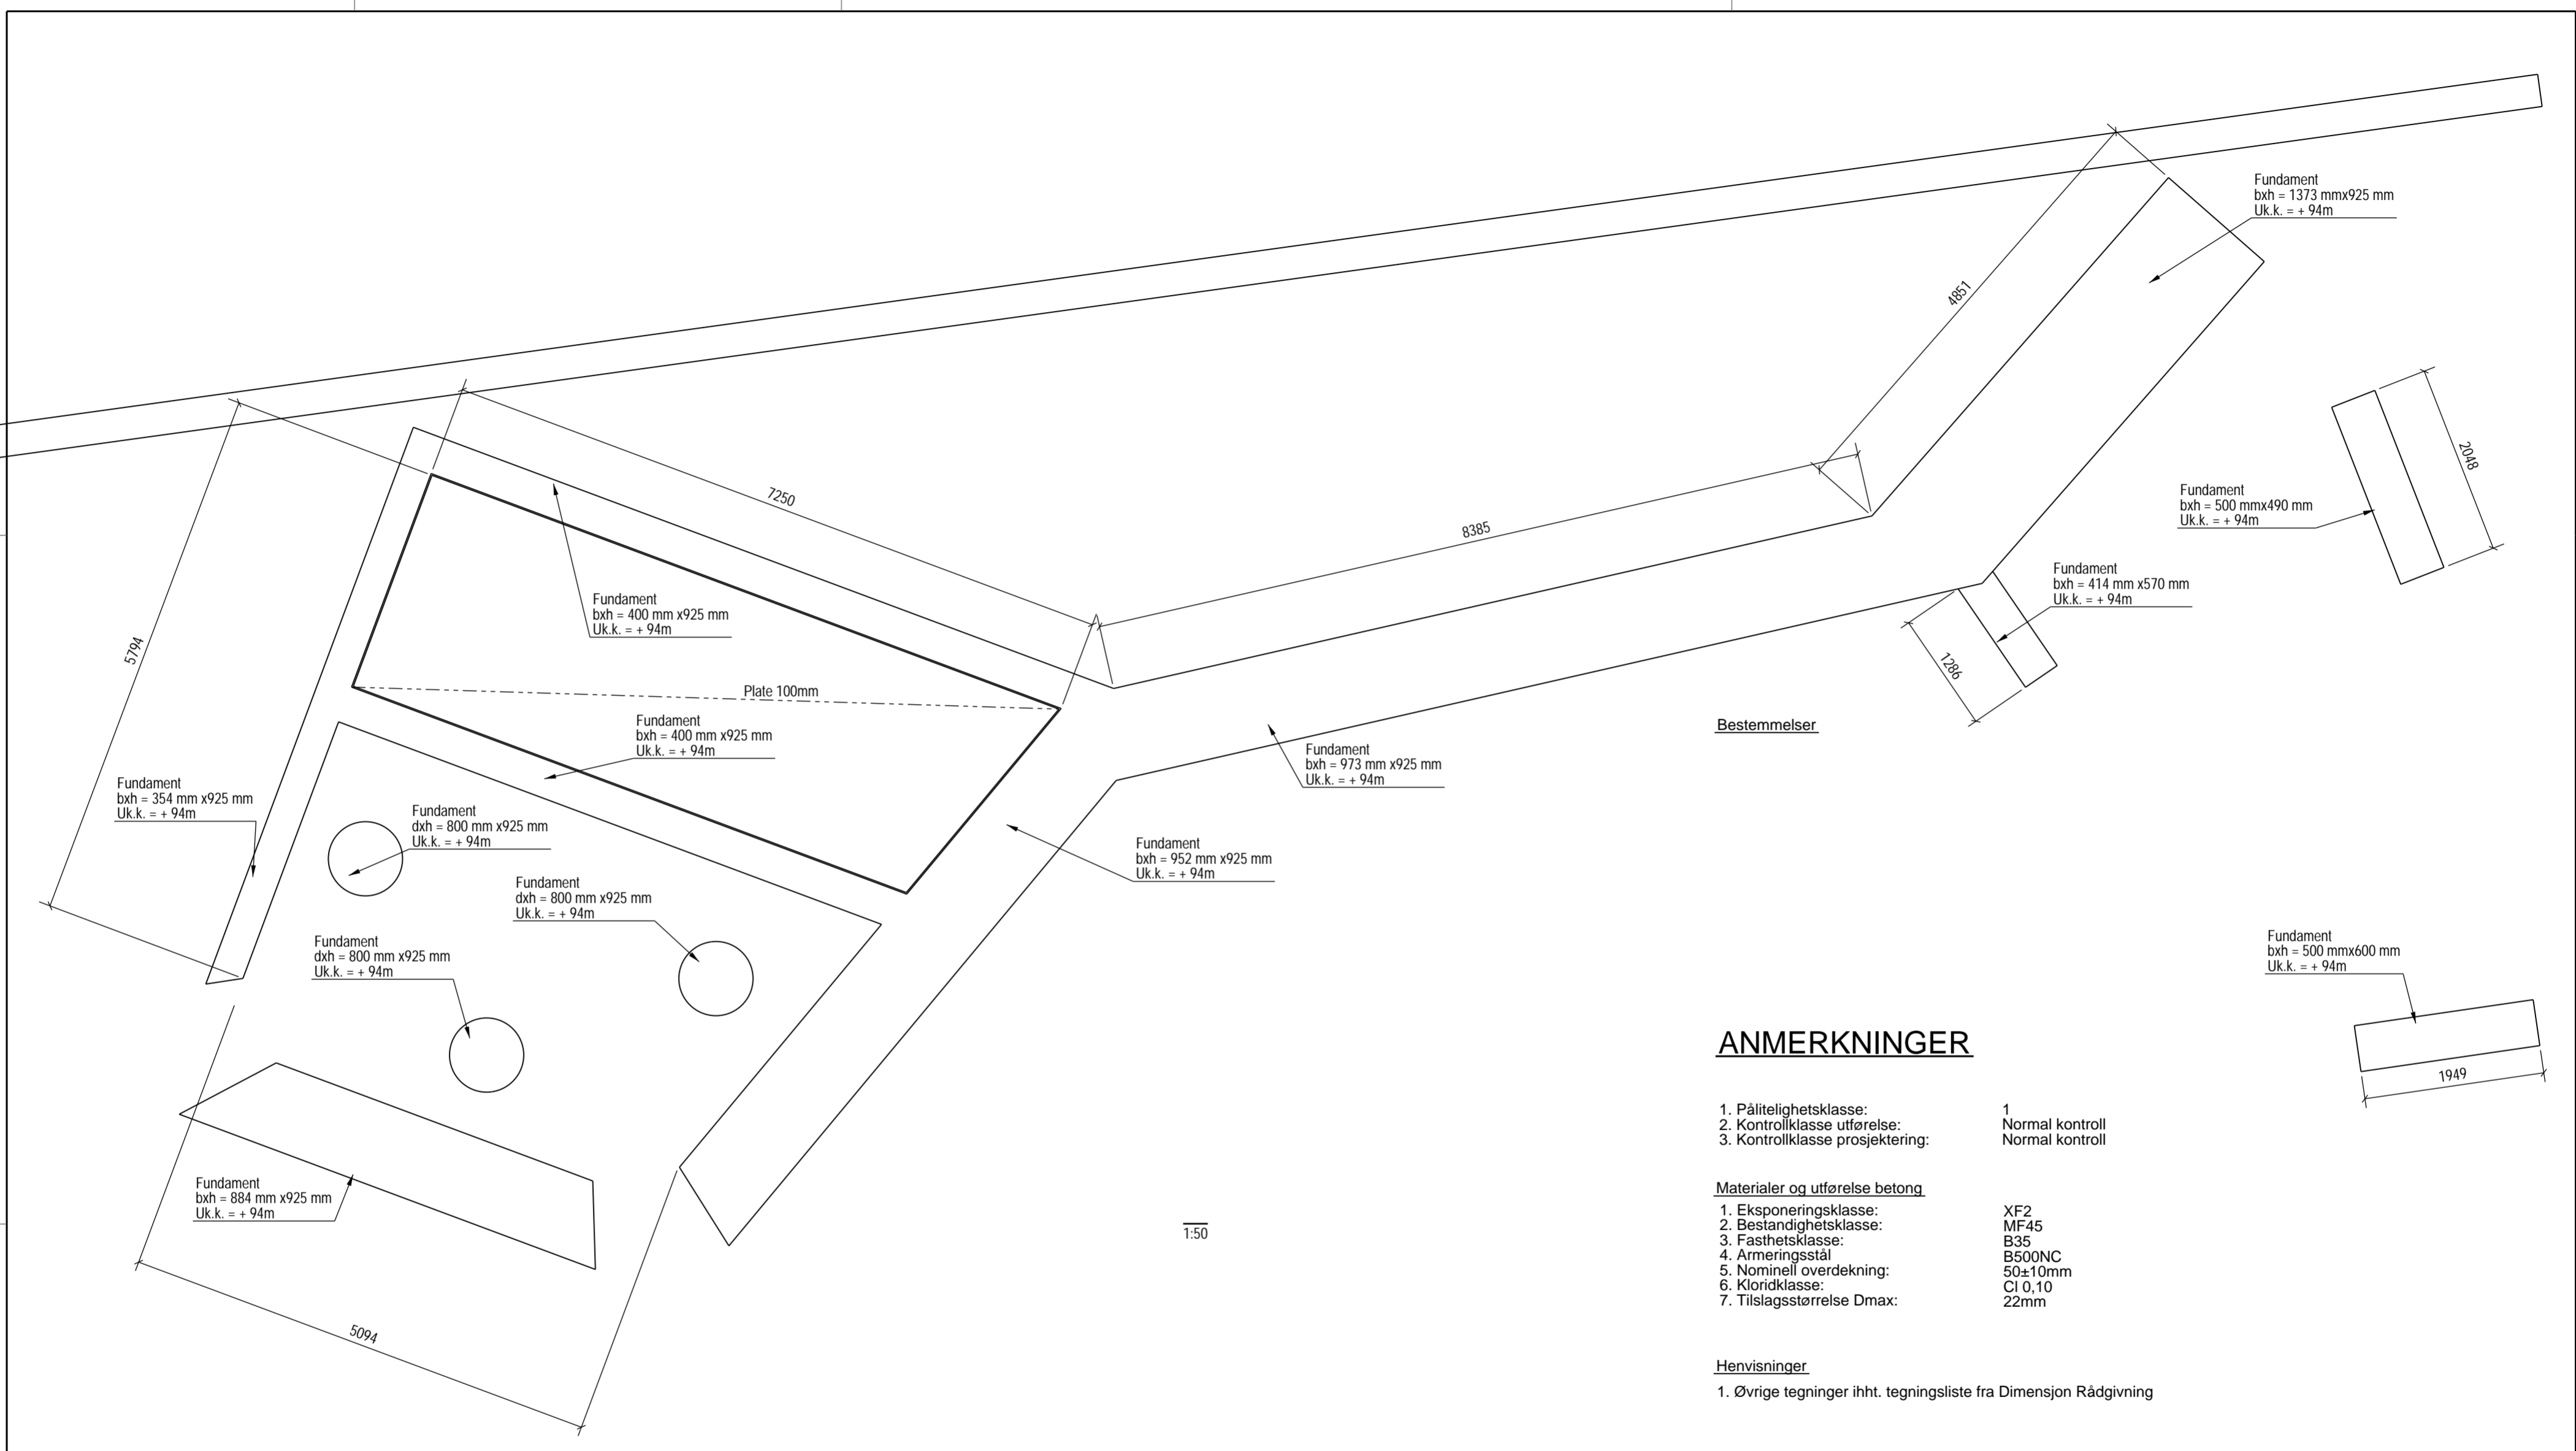 Fundament
bxh = 1373 mmx925 mm
Uk.k. = + 94m
4851
2048
7250
8385
Fundament
bxh = 500 mmx490 mm
Uk.k. = + 94m
Fundament
bxh = 414 mm x570 mm
Uk.k. = + 94m
1286
Fundament
bxh = 400 mm x925 mm
Uk.k. = + 94m
5794
Plate 100mm
Fundament
bxh = 400 mm x925 mm
Uk.k. = + 94m
Bestemmelser
Fundament
bxh = 973 mm x925 mm
Uk.k. = + 94m
Fundament
bxh = 354 mm x925 mm
Uk.k. = + 94m
Fundament
dxh = 800 mm x925 mm
Uk.k. = + 94m
Fundament
bxh = 952 mm x925 mm
Uk.k. = + 94m
Fundament
dxh = 800 mm x925 mm
Uk.k. = + 94m
Fundament
dxh = 800 mm x925 mm
Uk.k. = + 94m
Fundament
bxh = 500 mmx600 mm
Uk.k. = + 94m
1949
Fundament
bxh = 884 mm x925 mm
Uk.k. = + 94m
1:50
5094
ANMERKNINGER
1. Pålitelighetsklasse: 1
2. Kontrollklasse utførelse: Normal kontroll
3. Kontrollklasse prosjektering: Normal kontroll
Materialer og utførelse betong
1. Eksponeringsklasse: XF2
2. Bestandighetsklasse: MF45
3. Fasthetsklasse: B35
4. Armeringsstål B500NC
5. Nominell overdekning: 50±10mm
6. Kloridklasse: Cl 0,10
7. Tilslagsstørrelse Dmax: 22mm
Henvisninger
1. Øvrige tegninger ihht. tegningsliste fra Dimensjon Rådgivning